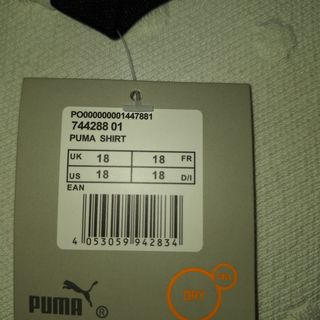 PO000000001447881
744288 01
PUMA SHIRT
UK 18 18 FR
US 18 18 D/I
EAN
4 053059 942834
PUMA ®
DRY